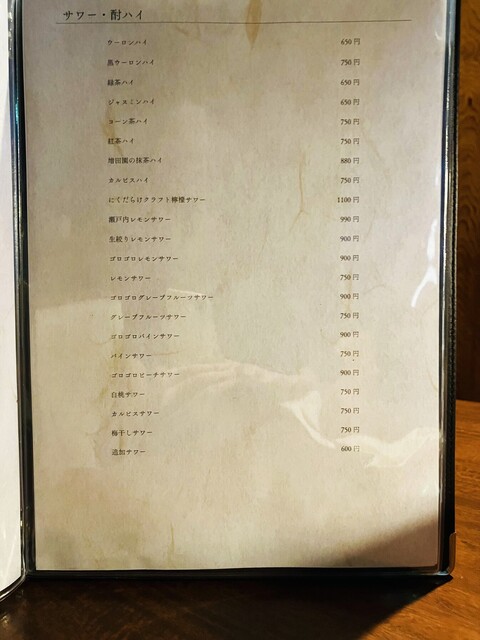 サワー・酎ハイ
ウーロンハイ 650円
黒ウーロンハイ 750円
緑茶ハイ 650円
ジャスミンハイ 650円
コーン茶ハイ 750円
紅茶ハイ 750円
増田園の抹茶ハイ 880円
カルピスハイ 750円
にくだらけクラフト檸檬サワー 1100円
瀬戸内レモンサワー 990円
生絞りレモンサワー 900円
ゴロゴロレモンサワー 900円
レモンサワー 750円
ゴロゴログレープフルーツサワー 900円
グレープフルーツサワー 750円
ゴロゴロパインサワー 900円
パインサワー 750円
ゴロゴロピーチサワー 900円
白桃サワー 750円
カルピスサワー 750円
梅干しサワー 750円
追加サワー 600円